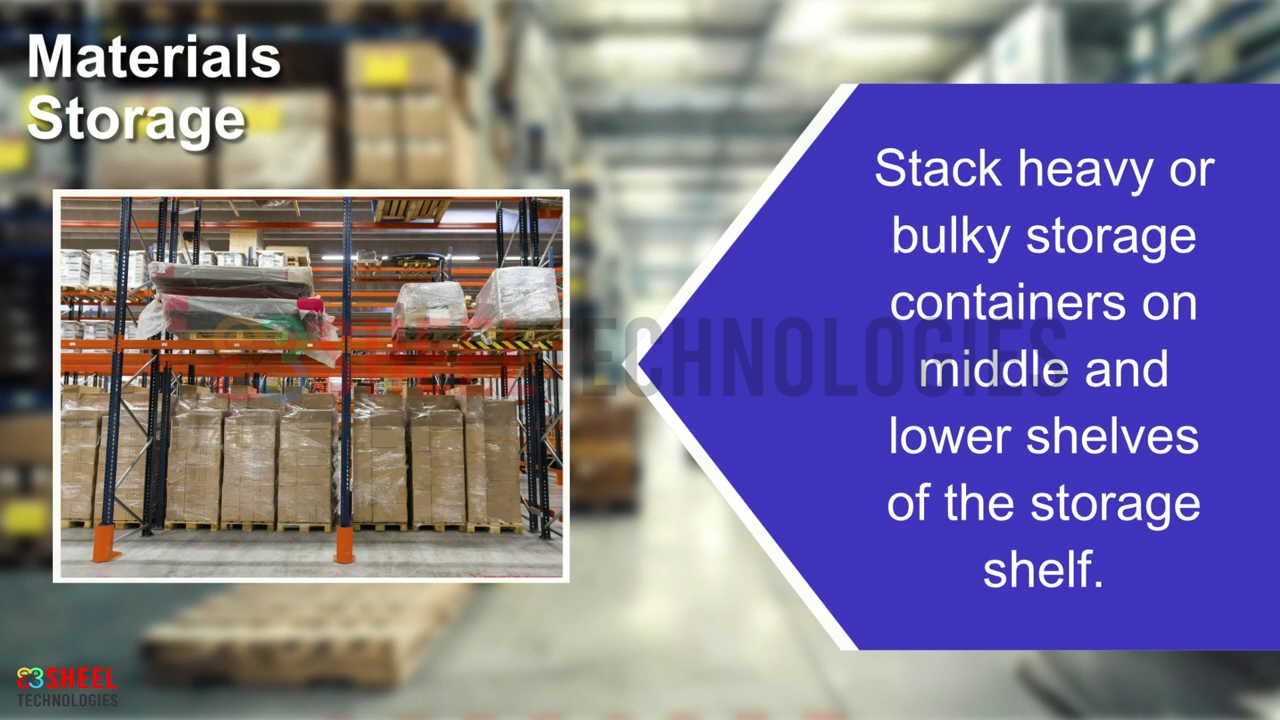 Materials
Storage
Stack heavy or
bulky storage
containers on
middle and
lower shelves
of the storage
shelf.
SHEEL TECHNOLOGIES
SHEEL
TECHNOLOGIES